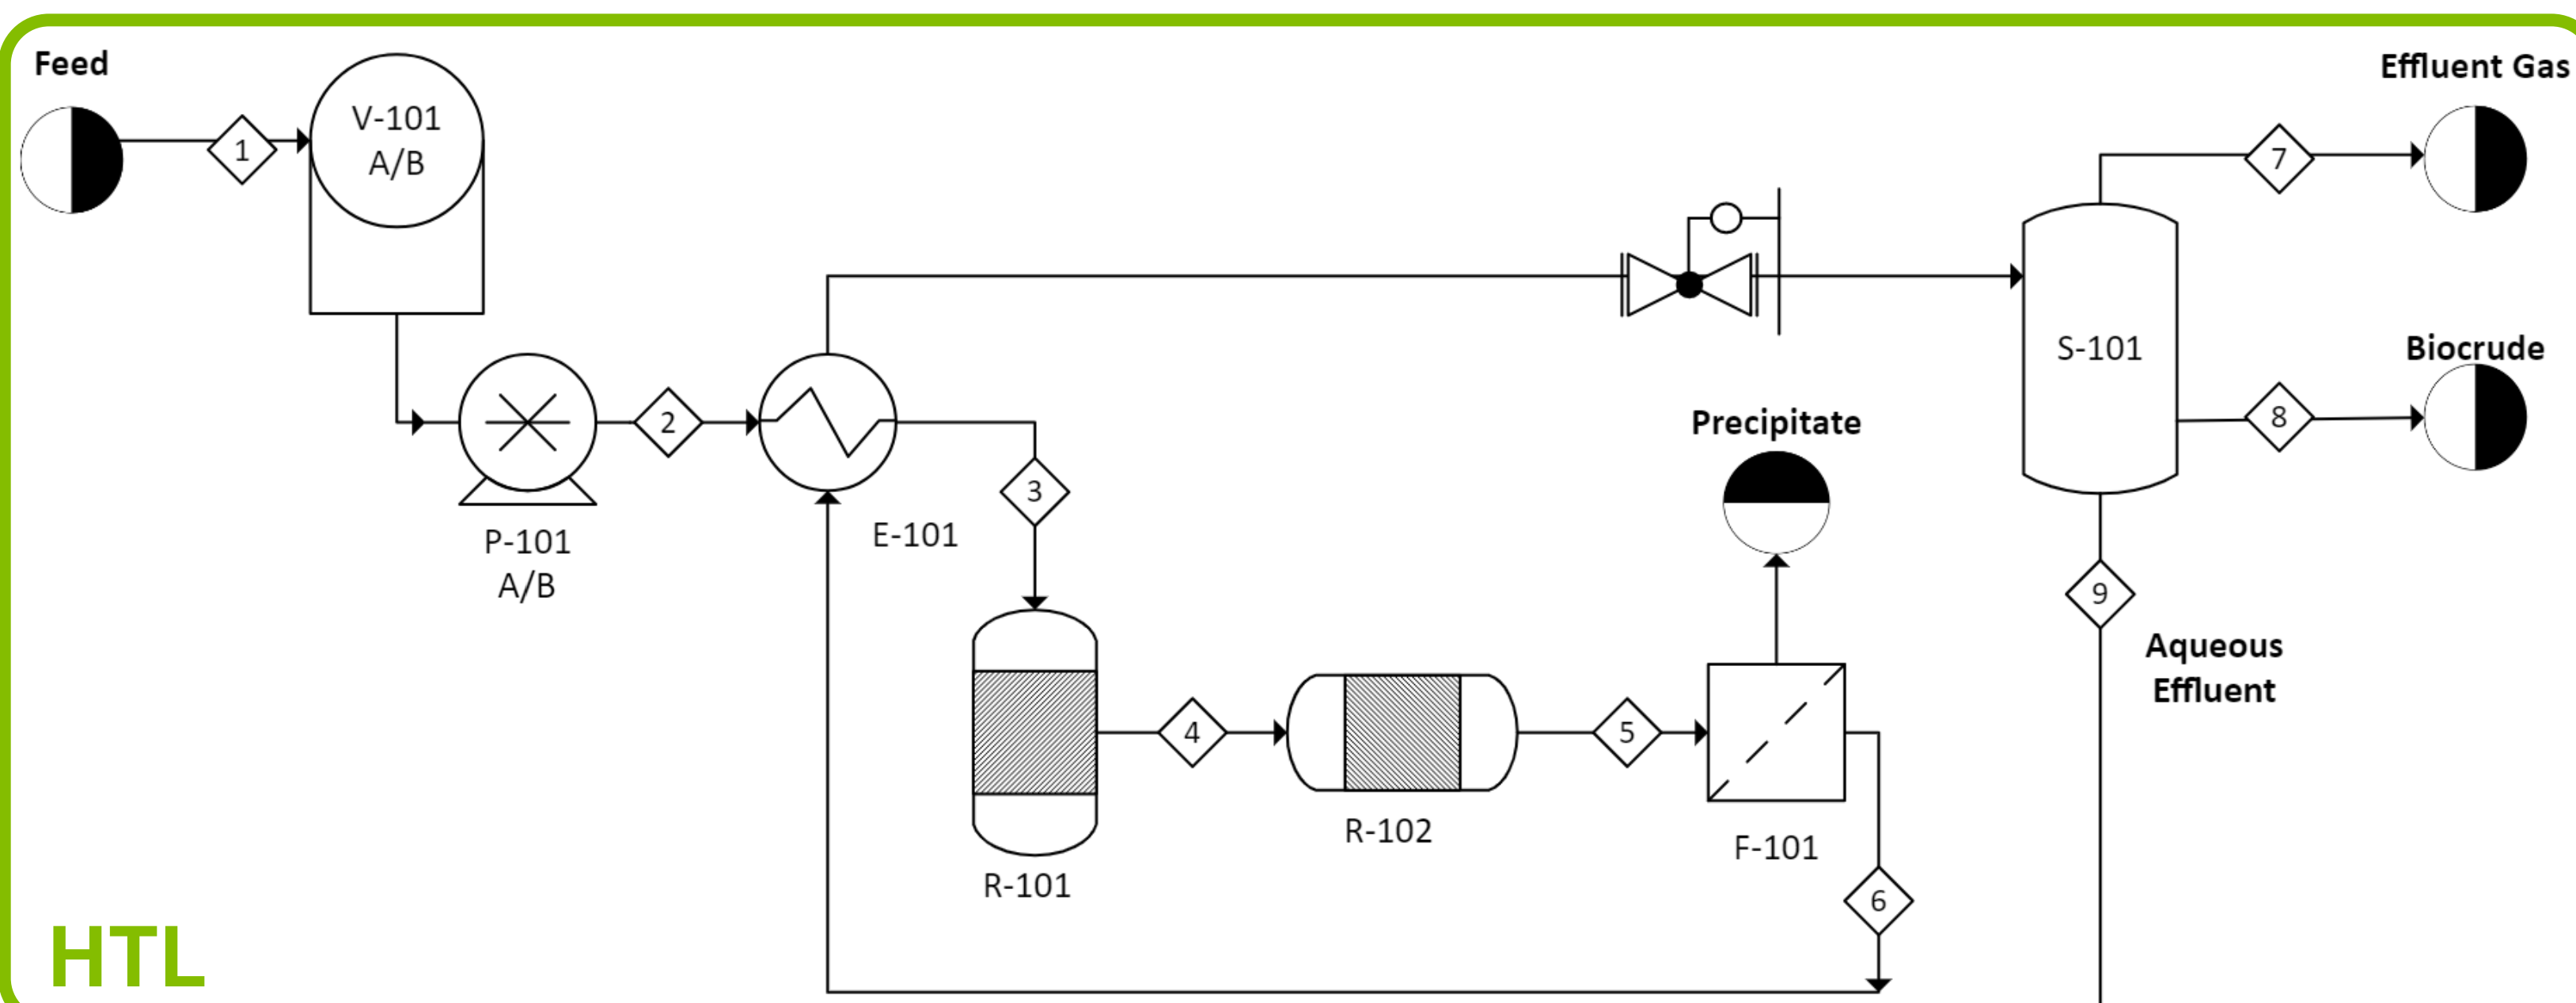 Feed
1
V-101
A/B
P-101
A/B
2
E-101
3
R-101
4
R-102
5
F-101
Precipitate
6
S-101
7
Effluent Gas
8
Biocrude
9
Aqueous
Effluent
HTL